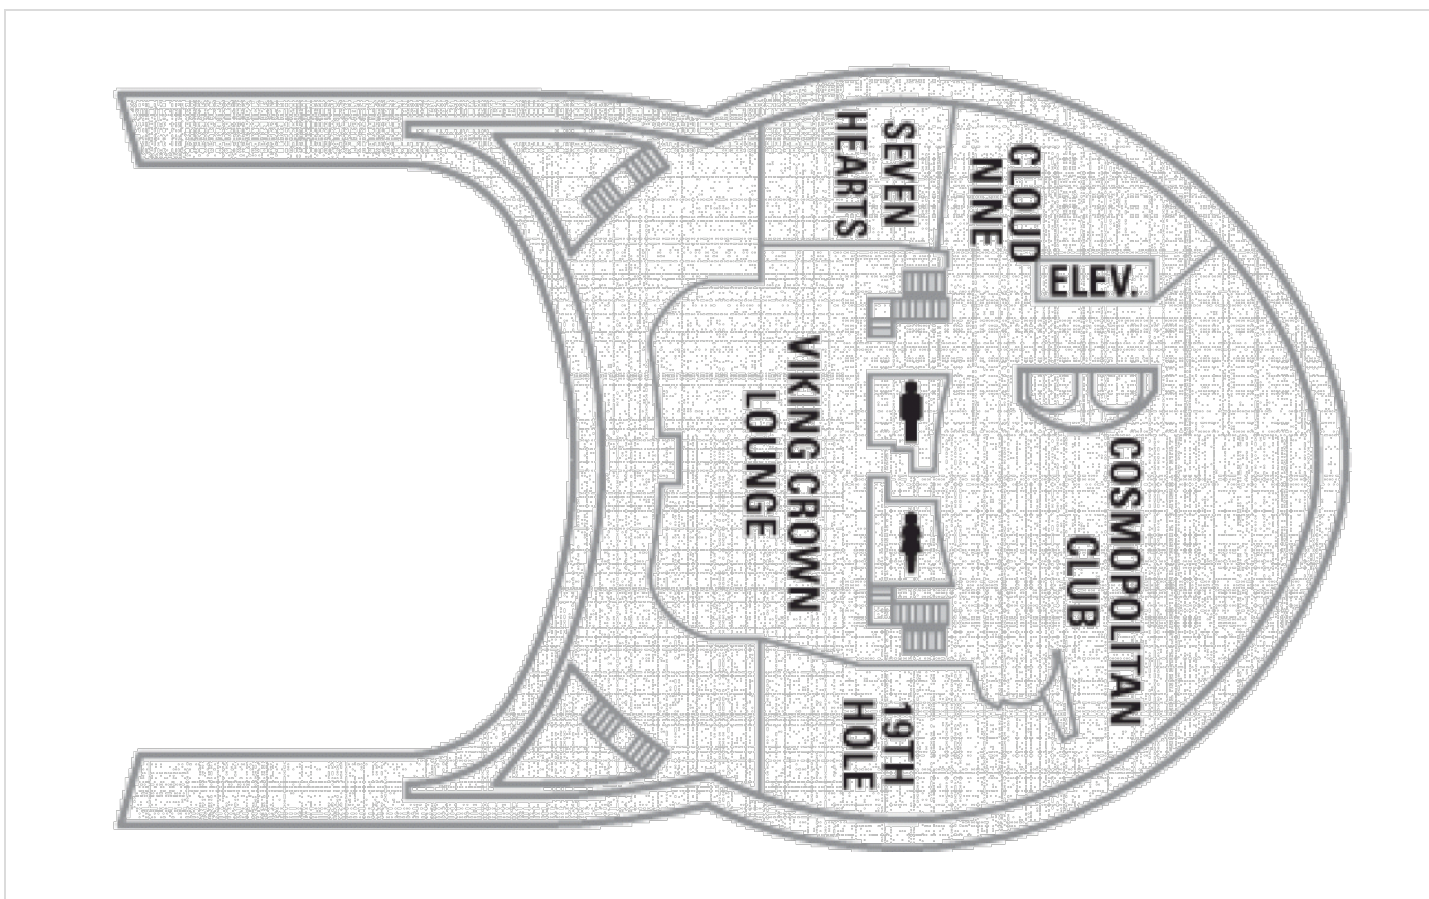 SEVEN
HEARTS
CLOUD
NINE
ELEV.
VIKING CROWN
LOUNGE
COSMOPOLITAN
CLUB
19TH
HOLE